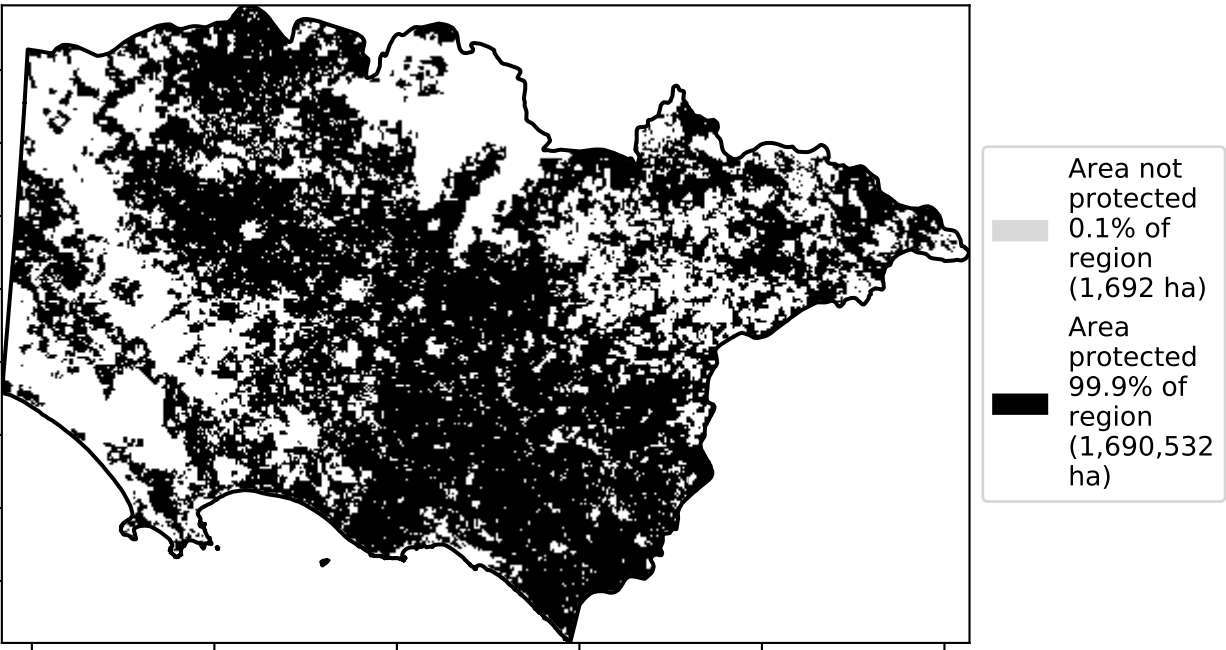 Area not
protected
0.1% of
region
(1,692 ha)
Area
protected
99.9% of
region
(1,690,532
ha)